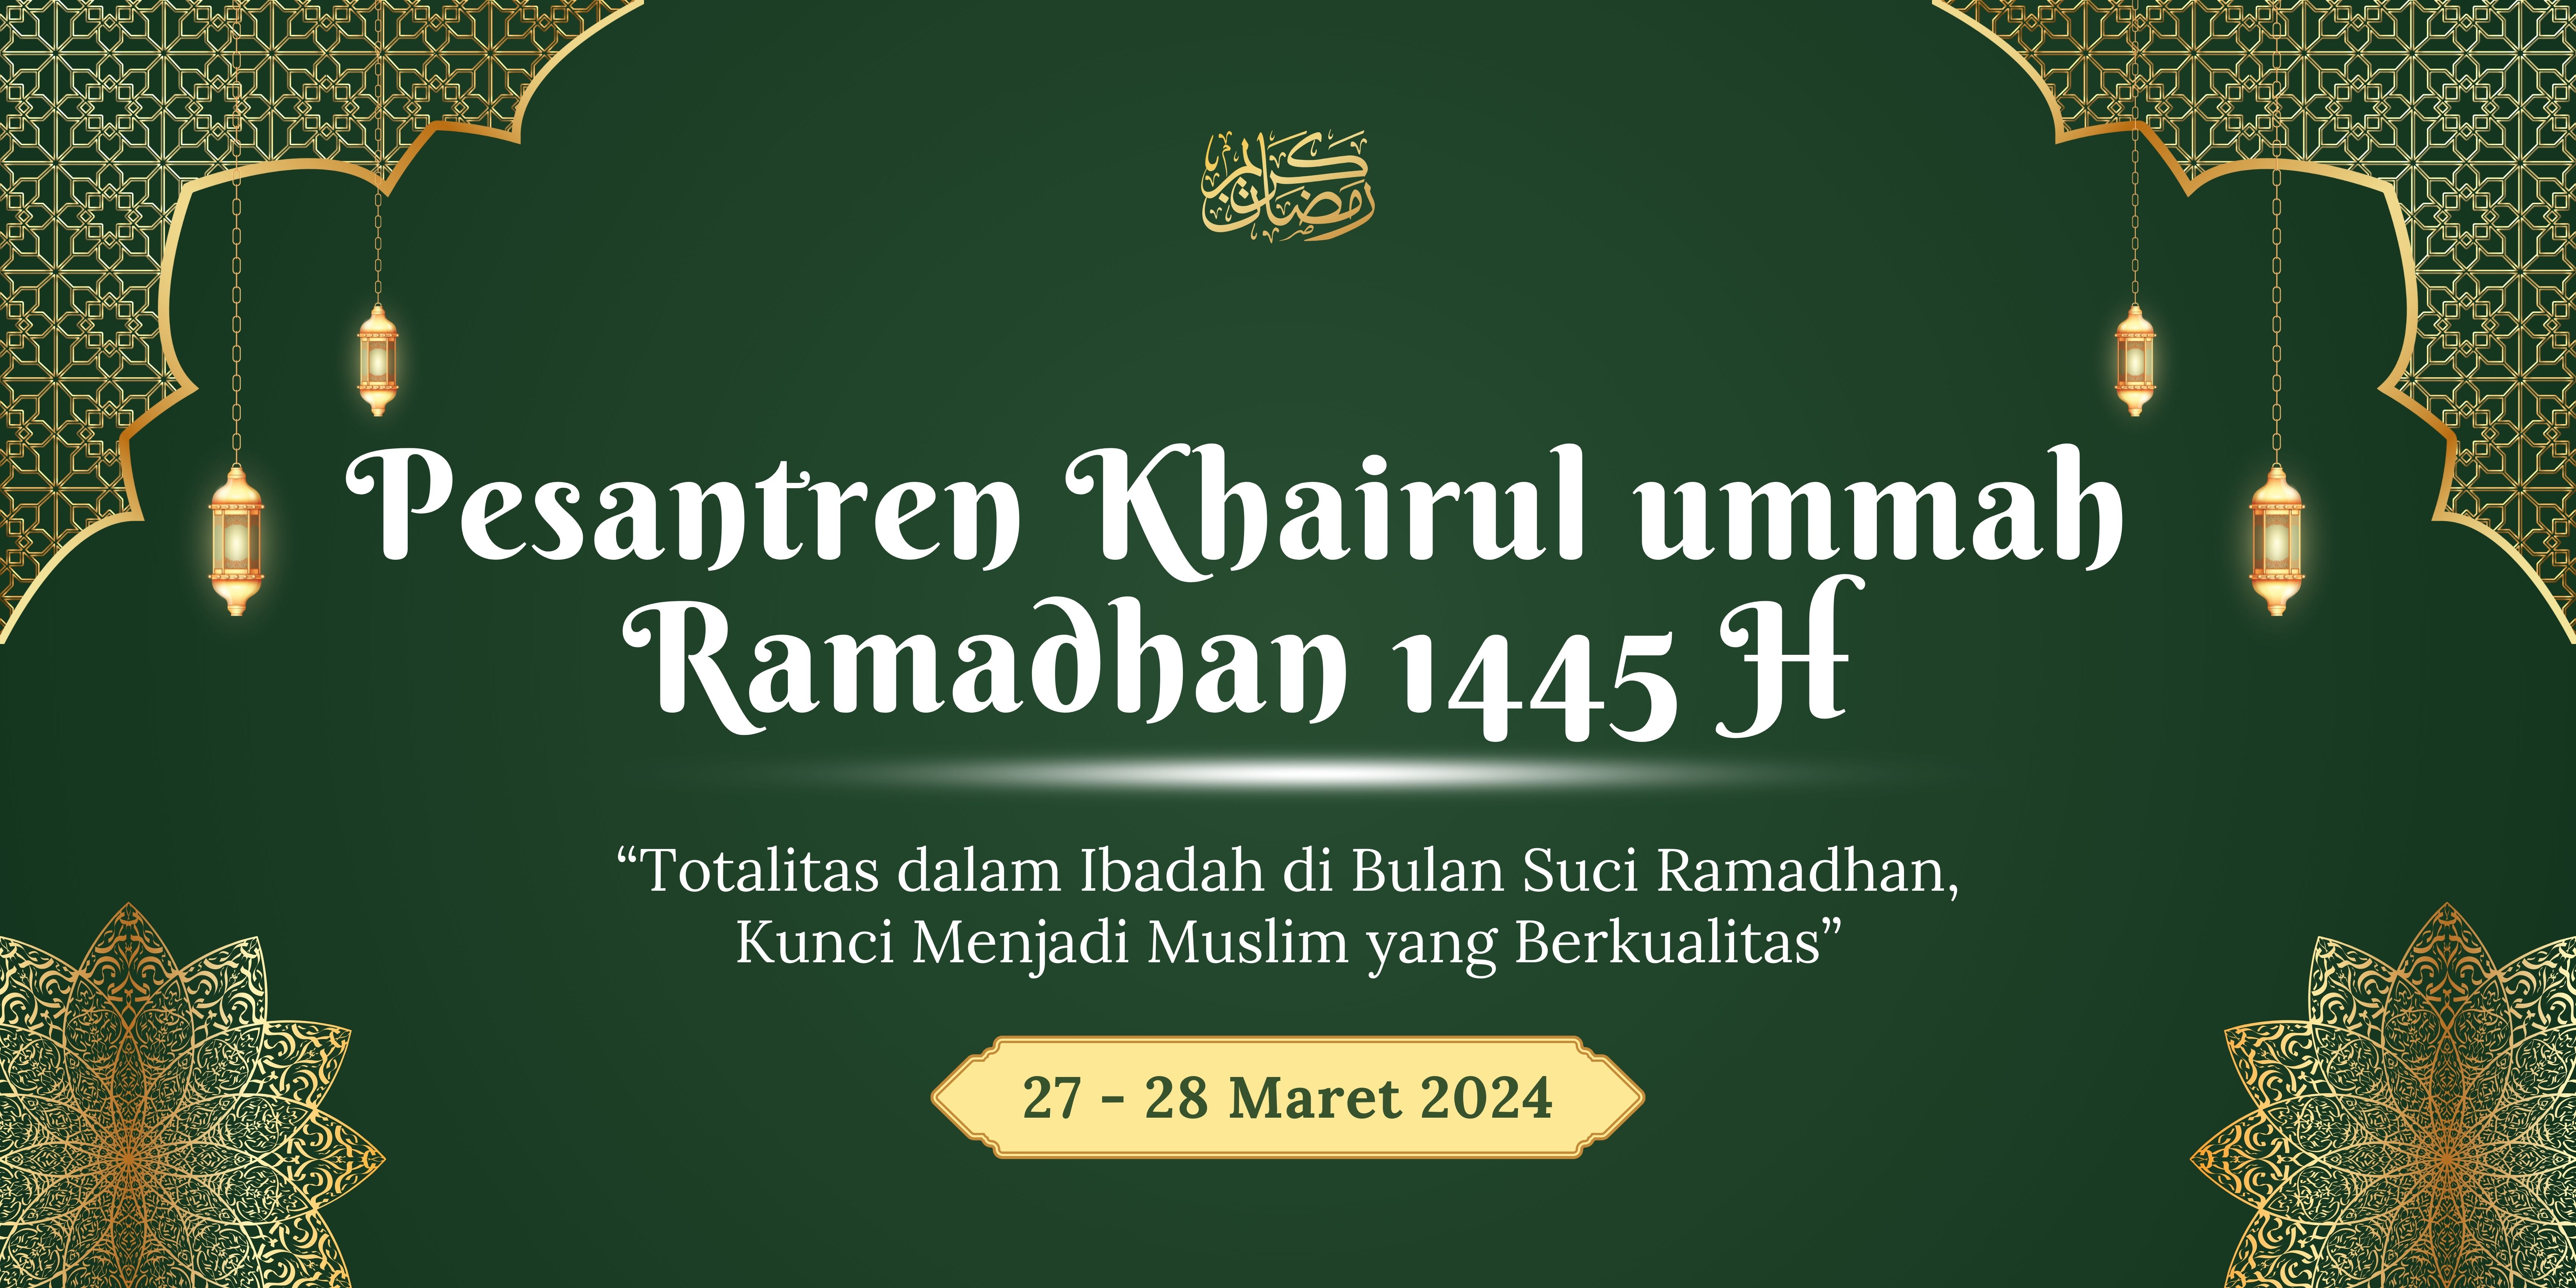 رمضان كريم
Pesantren Khairul ummah
Ramadhan 1445 H
“Totalitas dalam Ibadah di Bulan Suci Ramadhan,
Kunci Menjadi Muslim yang Berkualitas”
27 - 28 Maret 2024